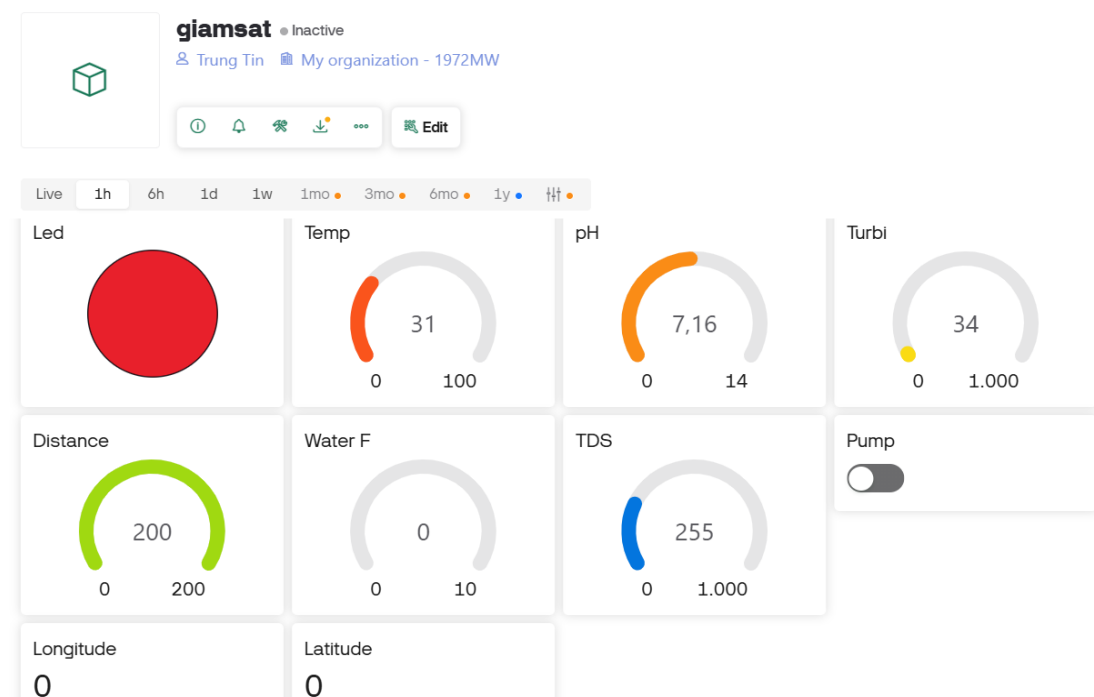 giamsat Inactive
Trung Tin My organization - 1972MW
Edit
Live 1h 6h 1d 1w 1mo 3mo 6mo 1y
Led Temp pH Turbi
31 7,16 34
0 100 0 14 0 1.000
Distance Water F TDS Pump
200 0 255
0 200 0 10 0 1.000
Longitude Latitude
0 0